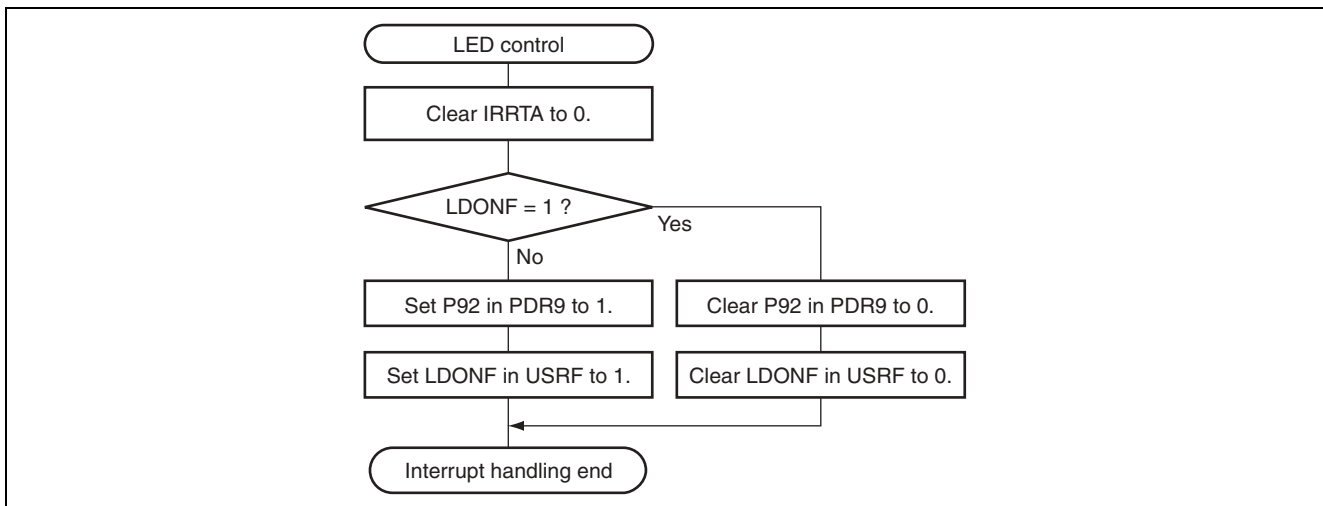 LED control
Clear IRRTA to 0.
LDONF = 1 ?
Yes
No
Set P92 in PDR9 to 1.
Clear P92 in PDR9 to 0.
Set LDONF in USRF to 1.
Clear LDONF in USRF to 0.
Interrupt handling end